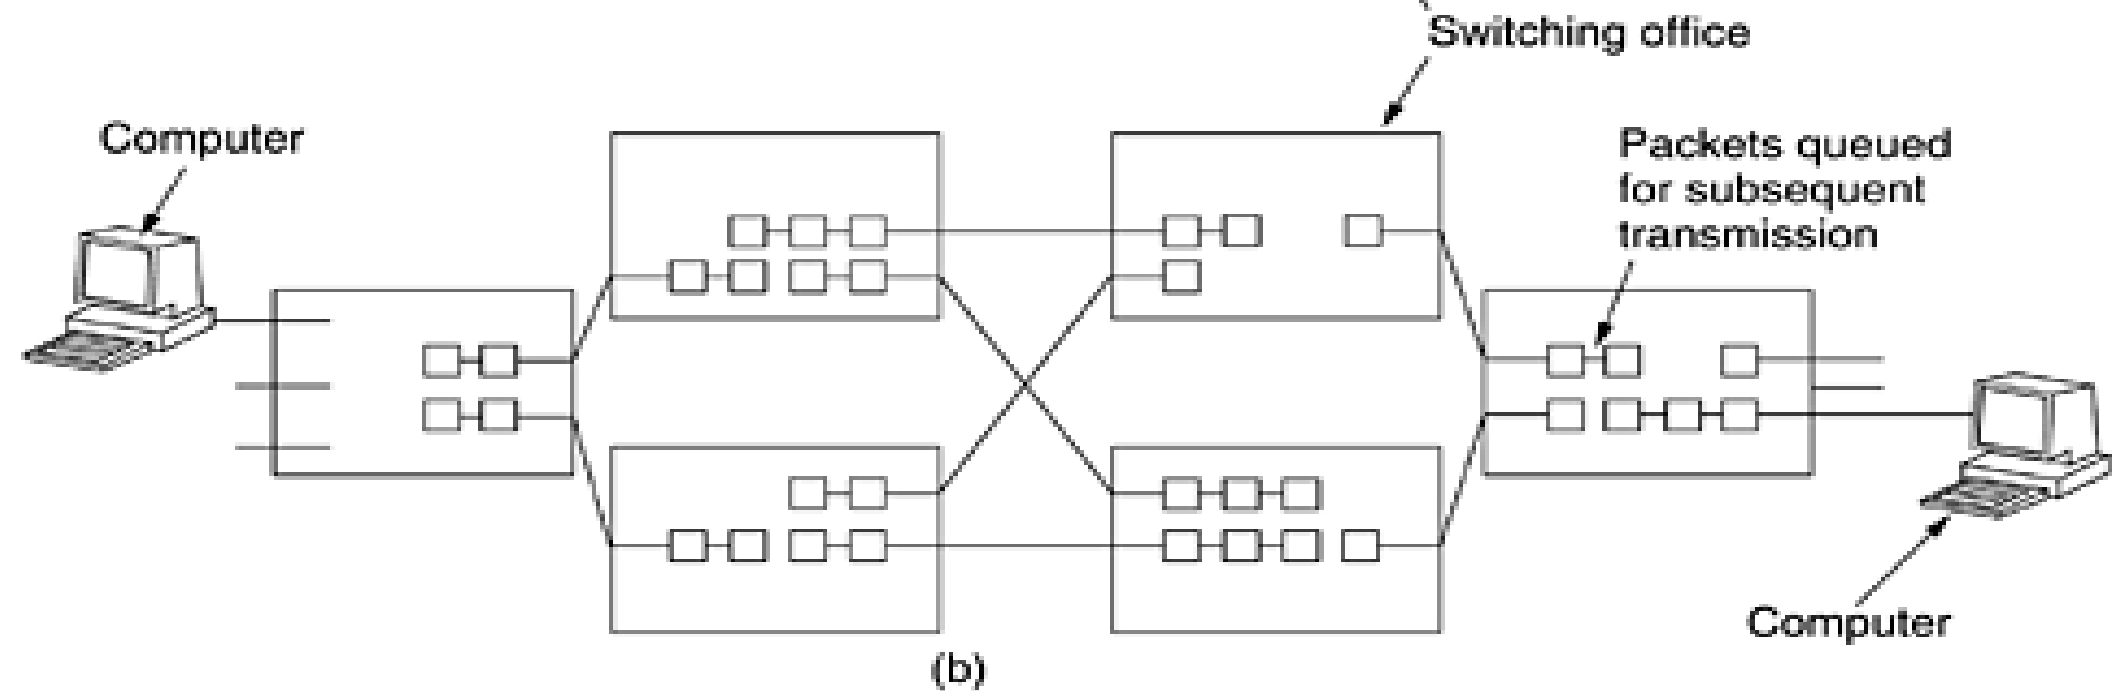 Switching office
Computer
Packets queued
for subsequent
transmission
Computer
(b)